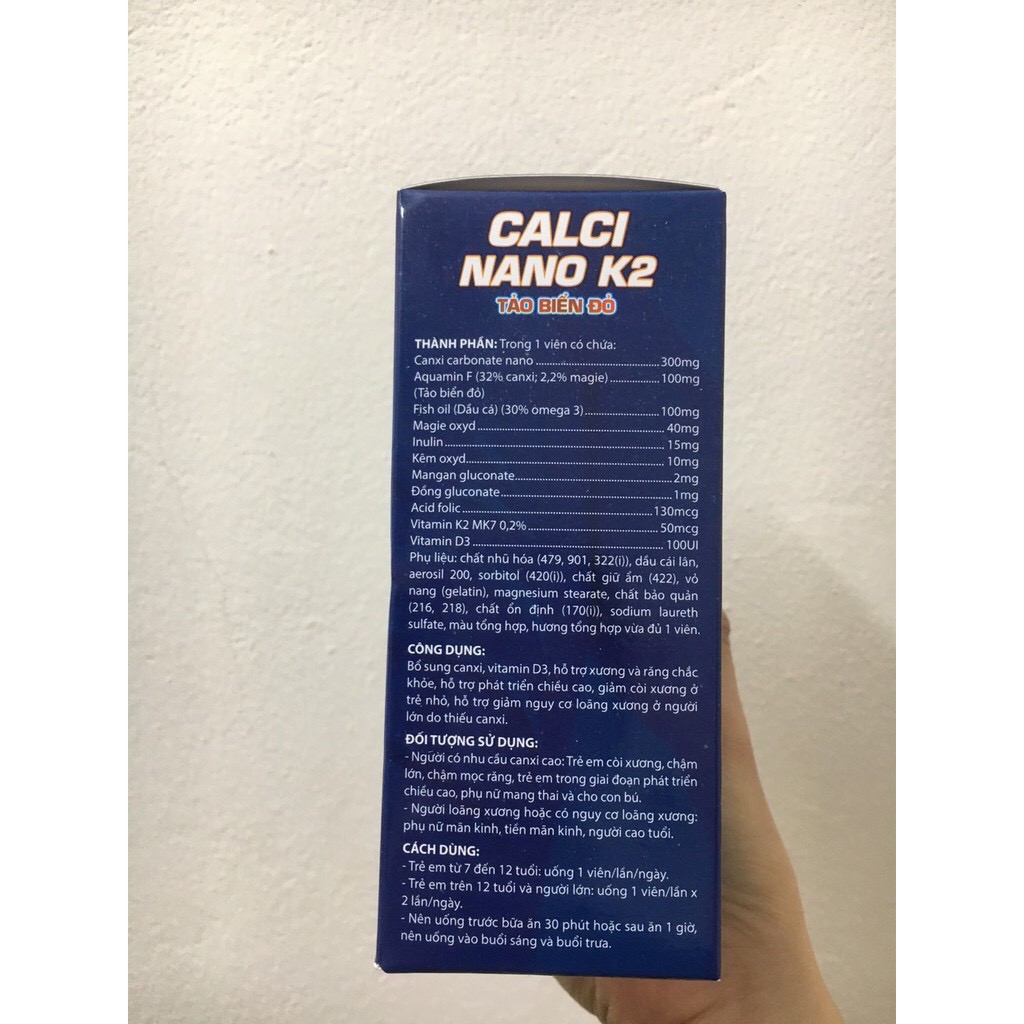 CALCI
NANO K2
TẢO BIỂN ĐỎ
THÀNH PHẦN: Trong 1 viên có chứa:
Canxi carbonate nano ........ 300mg
Aquamin F (32% canxi; 2,2% magie) ........ 100mg
(Tảo biển đỏ)
Fish oil (Dầu cá) (30% omega 3) ........ 100mg
Magie oxyd ........ 40mg
Inulin ........ 15mg
Kẽm oxyd ........ 10mg
Mangan gluconate ........ 2mg
Đồng gluconate ........ 1mg
Acid folic ........ 130mcg
Vitamin K2 MK7 0,2% ........ 50mcg
Vitamin D3 ........ 100UI
Phụ liệu: chất nhũ hóa (479, 901, 322(i)), dầu cái lân,
aerosil 200, sorbitol (420(i)), chất giữ ẩm (422), vỏ
nang (gelatin), magnesium stearate, chất bảo quản
(216, 218), chất ổn định (170(i)), sodium laureth
sulfate, màu tổng hợp, hương tổng hợp vừa đủ 1 viên.
CÔNG DỤNG:
Bổ sung canxi, vitamin D3, hỗ trợ xương và răng chắc
khỏe, hỗ trợ phát triển chiều cao, giảm còi xương ở
trẻ nhỏ, hỗ trợ giảm nguy cơ loãng xương ở người
lớn do thiếu canxi.
ĐỐI TƯỢNG SỬ DỤNG:
- Người có nhu cầu canxi cao: Trẻ em còi xương, chậm
lớn, chậm mọc răng, trẻ em trong giai đoạn phát triển
chiều cao, phụ nữ mang thai và cho con bú.
- Người loãng xương hoặc có nguy cơ loãng xương:
phụ nữ mãn kinh, tiền mãn kinh, người cao tuổi.
CÁCH DÙNG:
- Trẻ em từ 7 đến 12 tuổi: uống 1 viên/lần/ngày.
- Trẻ em trên 12 tuổi và người lớn: uống 1 viên/lần x
2 lần/ngày.
- Nên uống trước bữa ăn 30 phút hoặc sau ăn 1 giờ,
nên uống vào buổi sáng và buổi trưa.